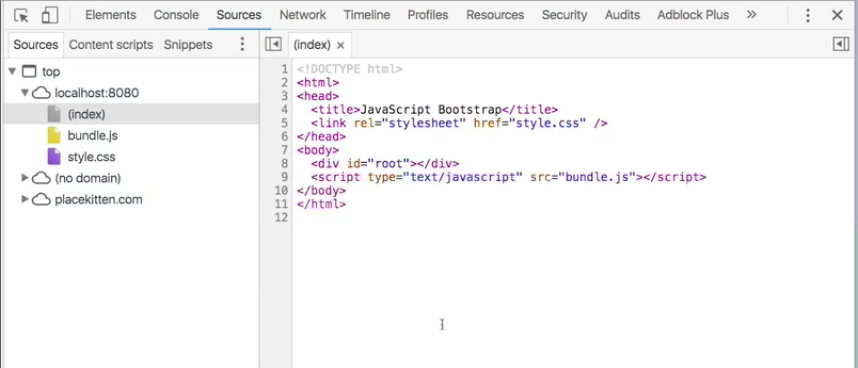 Elements Console Sources Network Timeline Profiles Resources Security Audits Adblock Plus »
Sources Content scripts Snippets
(index) ×
top
localhost:8080
(index)
bundle.js
style.css
(no domain)
placekitten.com
1 <!DOCTYPE html>
2 <html>
3 <head>
4   <title>JavaScript Bootstrap</title>
5   <link rel="stylesheet" href="style.css" />
6 </head>
7 <body>
8   <div id="root"></div>
9   <script type="text/javascript" src="bundle.js"></script>
10 </body>
11 </html>
12